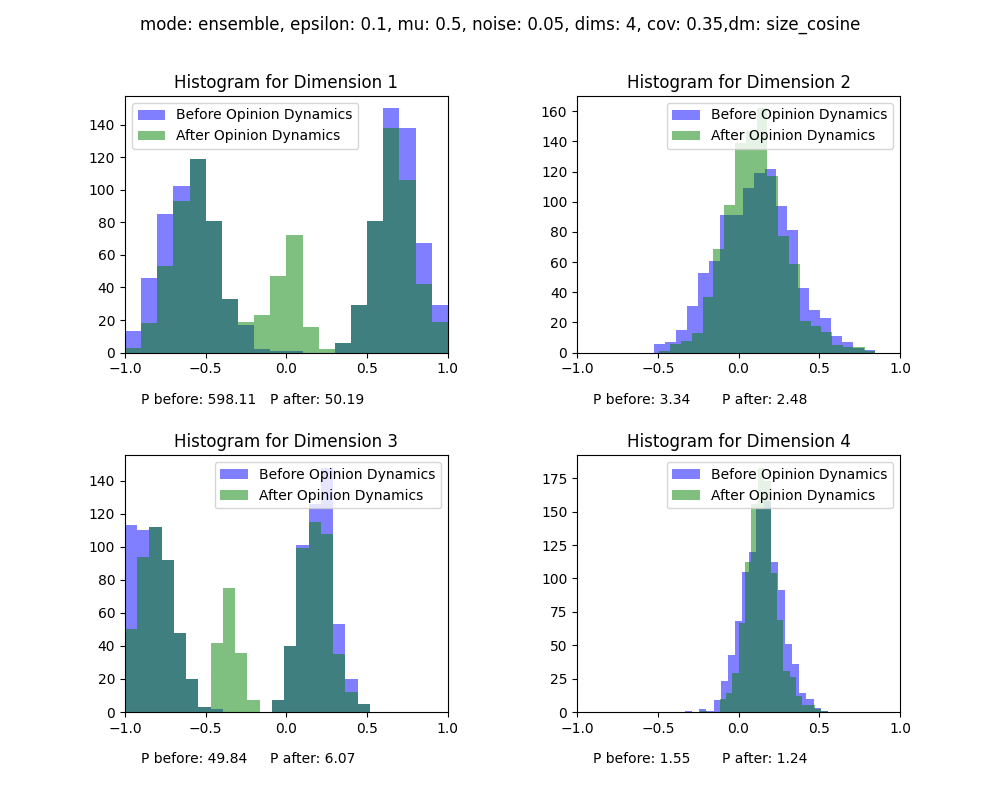 mode: ensemble, epsilon: 0.1, mu: 0.5, noise: 0.05, dims: 4, cov: 0.35,dm: size_cosine
Histogram for Dimension 1
Before Opinion Dynamics
After Opinion Dynamics
140
120
100
80
60
40
20
0
−1.0 −0.5 0.0 0.5 1.0
P before: 598.11 P after: 50.19
Histogram for Dimension 2
Before Opinion Dynamics
After Opinion Dynamics
160
140
120
100
80
60
40
20
0
−1.0 −0.5 0.0 0.5 1.0
P before: 3.34 P after: 2.48
Histogram for Dimension 3
Before Opinion Dynamics
After Opinion Dynamics
140
120
100
80
60
40
20
0
−1.0 −0.5 0.0 0.5 1.0
P before: 49.84 P after: 6.07
Histogram for Dimension 4
Before Opinion Dynamics
After Opinion Dynamics
175
150
125
100
75
50
25
0
−1.0 −0.5 0.0 0.5 1.0
P before: 1.55 P after: 1.24